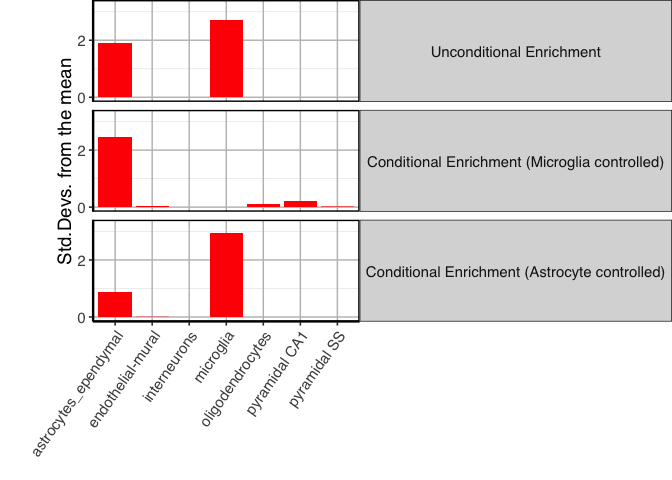 Std.Devs. from the mean
2
0
Unconditional Enrichment
2
0
Conditional Enrichment (Microglia controlled)
2
0
Conditional Enrichment (Astrocyte controlled)
astrocytes_ependymal
endothelial-mural
interneurons
microglia
oligodendrocytes
pyramidal CA1
pyramidal SS